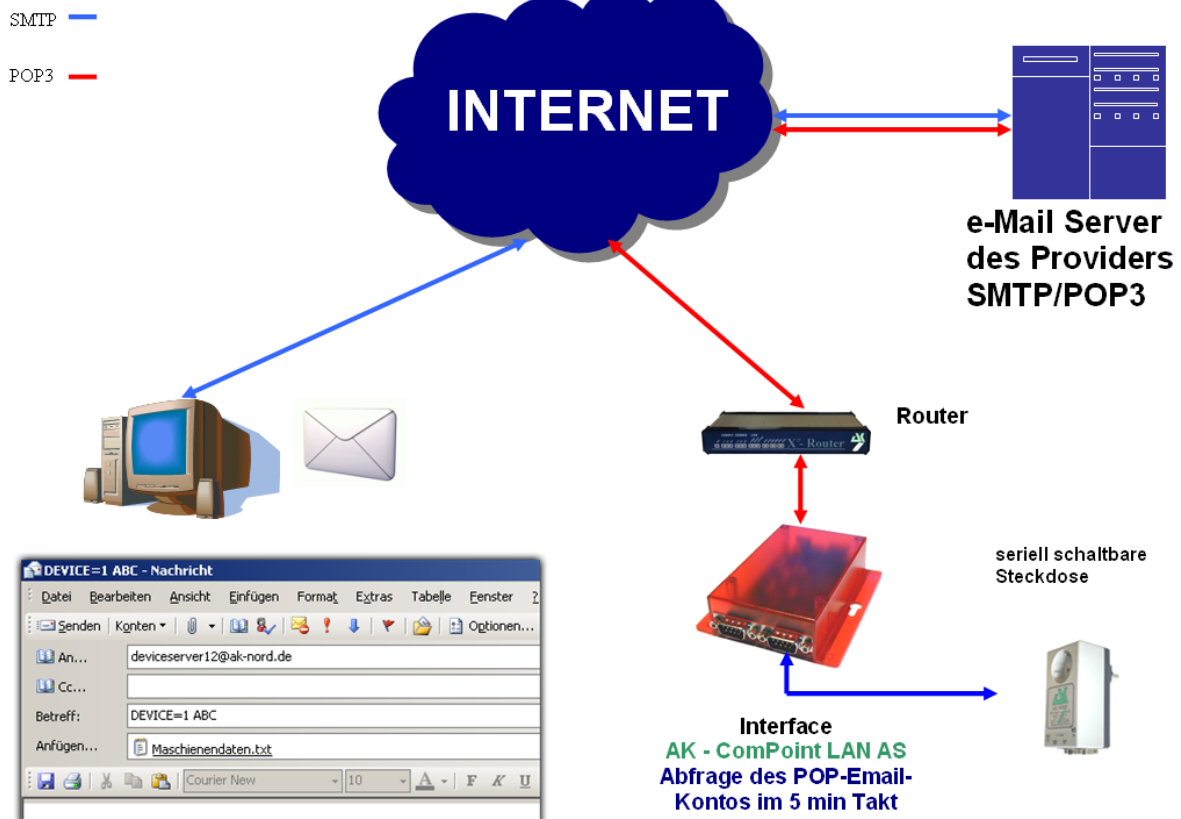 SMTP
POP3
INTERNET
e-Mail Server
des Providers
SMTP/POP3
Router
X - Router
seriell schaltbare
Steckdose
DEVICE=1 ABC - Nachricht
Datei Bearbeiten Ansicht Einfügen Format Extras Tabelle Fenster ?
Senden Konten Optionen...
An... deviceserver12@ak-nord.de
Cc...
Betreff: DEVICE=1 ABC
Anfügen... Maschienendaten.txt
Courier New 10 A F K U
Interface
AK - ComPoint LAN AS
Abfrage des POP-Email-
Kontos im 5 min Takt